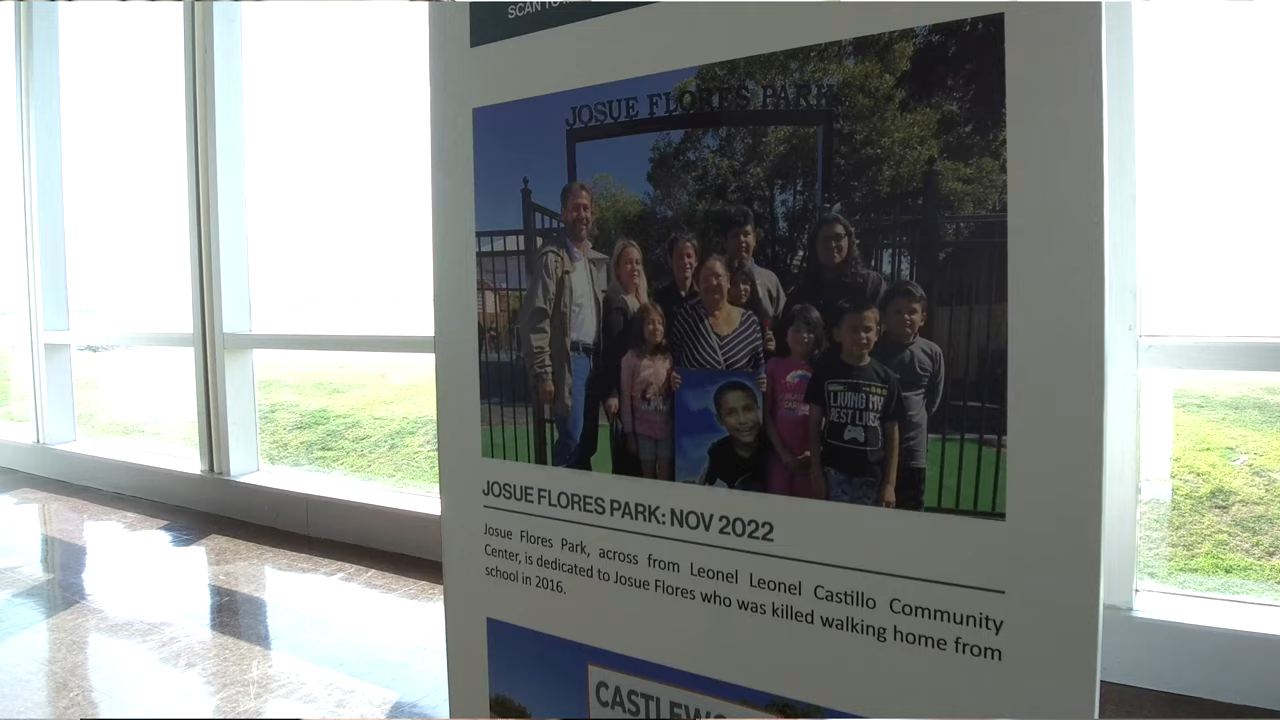 SCAN TO
JOSUE FLORES PARK
LIVING MY
BEST LIFE
JOSUE FLORES PARK: NOV 2022
Josue Flores Park, across from Leonel Leonel Castillo Community
Center, is dedicated to Josue Flores who was killed walking home from
school in 2016.